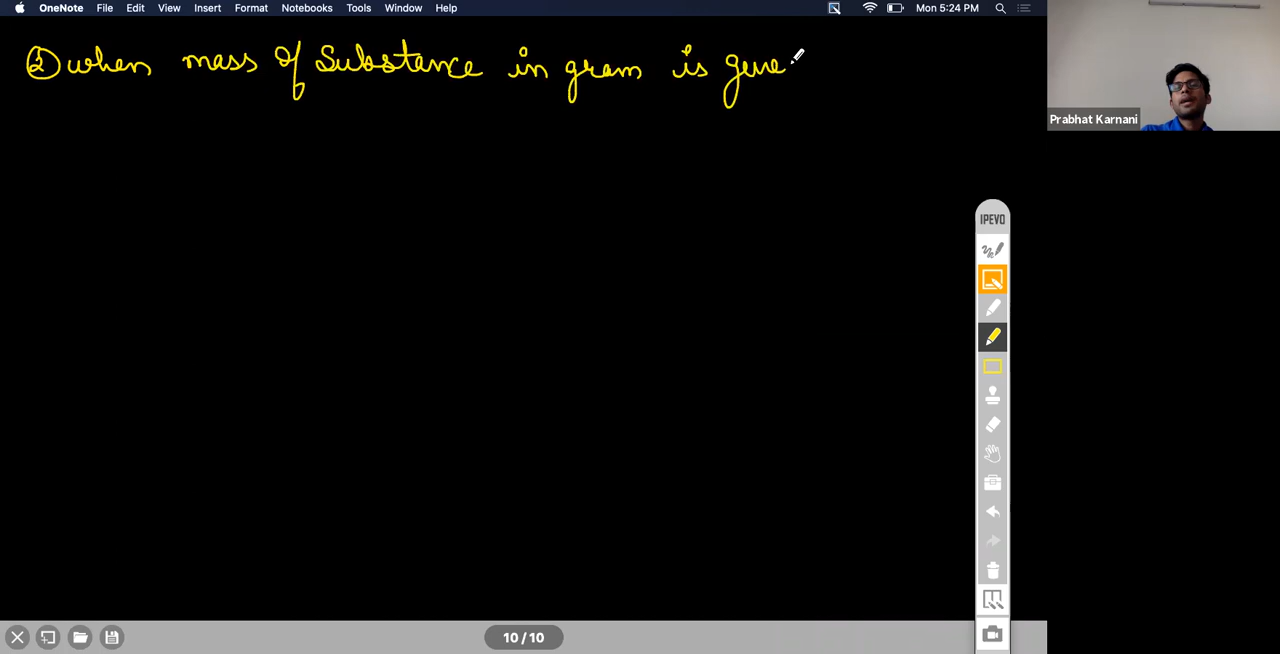 OneNote File Edit View Insert Format Notebooks Tools Window Help Mon 5:24 PM
② when mass of Substance in gram is give
Prabhat Karnani
IPEVO
10 / 10